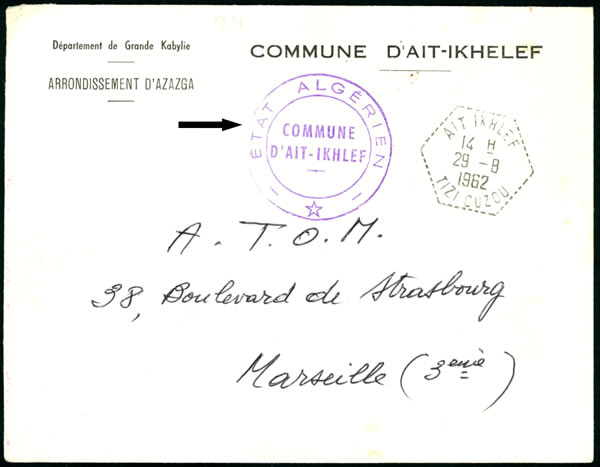 Département de Grande Kabylie
ARRONDISSEMENT D'AZAZGA
COMMUNE D'AIT-IKHELEF
ÉTAT ALGÉRIEN
COMMUNE
D'AIT-IKHLEF
AIT IKHLEF
14 H
29 - 8
1962
TIZI OUZOU
A. T. O. M.
38, Boulevard de Strasbourg
Marseille (3eme)